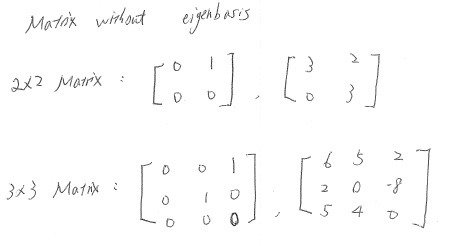 Matrix without eigenbasis
2x2 Matrix : [ 0 1 ] , [ 3 2 ]
[ 0 0 ] [ 0 3 ]
3x3 Matrix : [ 0 0 1 ] , [ 6 5 2 ]
[ 0 1 0 ] [ 2 0 -8 ]
[ 0 0 0 ] [ 5 4 0 ]